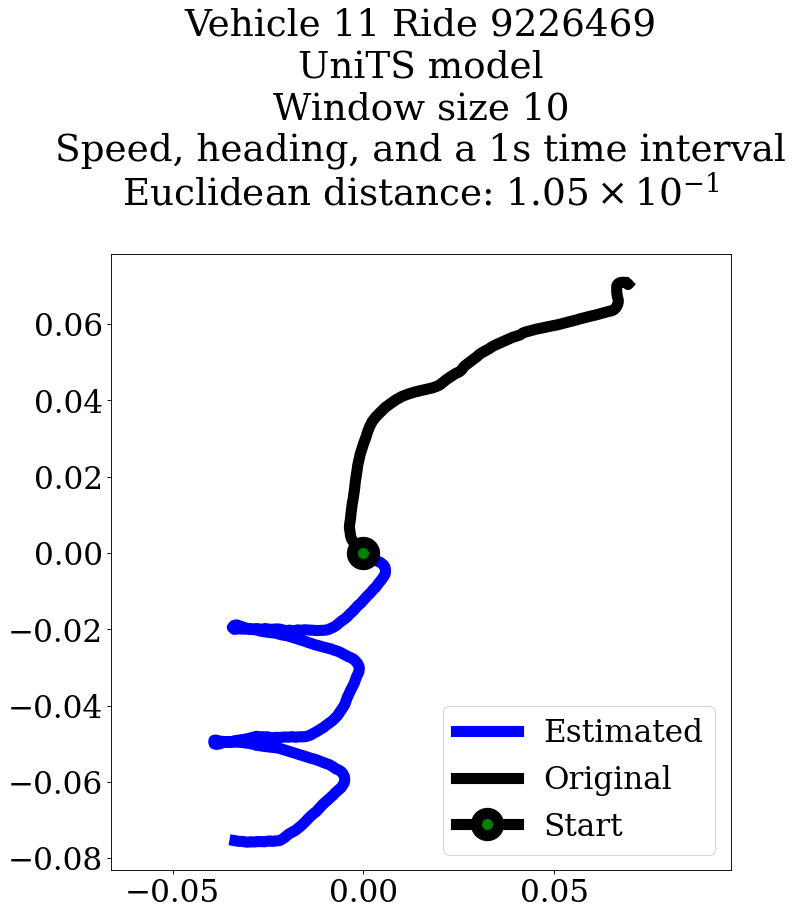 Vehicle 11 Ride 9226469
UniTS model
Window size 10
Speed, heading, and a 1s time interval
Euclidean distance: 1.05 × 10⁻¹
0.06
0.04
0.02
0.00
−0.02
−0.04
−0.06
−0.08
Estimated
Original
Start
−0.05 0.00 0.05